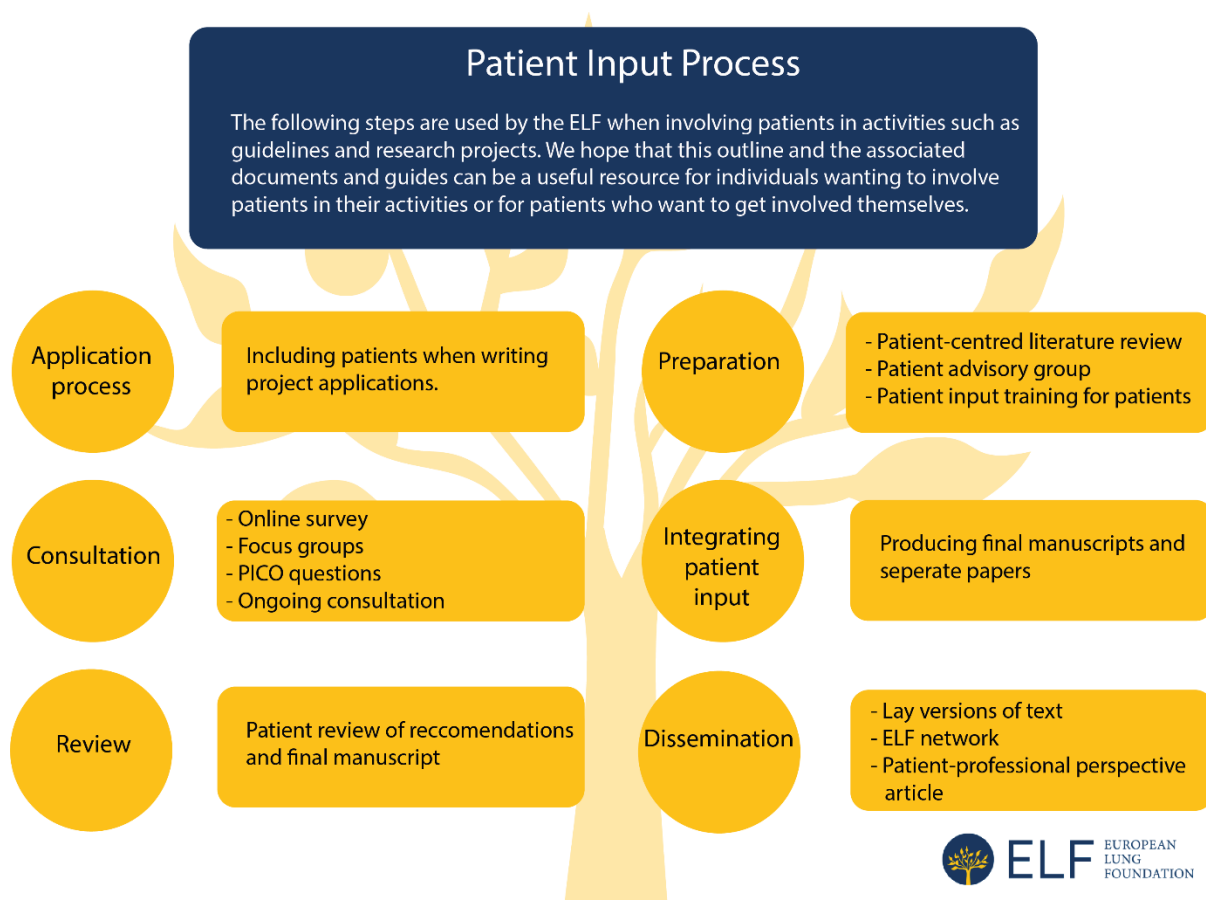 Patient Input Process
The following steps are used by the ELF when involving patients in activities such as
guidelines and research projects. We hope that this outline and the associated
documents and guides can be a useful resource for individuals wanting to involve
patients in their activities or for patients who want to get involved themselves.
Application
process
Including patients when writing
project applications.
Preparation
- Patient-centred literature review
- Patient advisory group
- Patient input training for patients
Consultation
- Online survey
- Focus groups
- PICO questions
- Ongoing consultation
Integrating
patient
input
Producing final manuscripts and
seperate papers
Review
Patient review of reccomendations
and final manuscript
Dissemination
- Lay versions of text
- ELF network
- Patient-professional perspective
article
ELF
EUROPEAN
LUNG
FOUNDATION